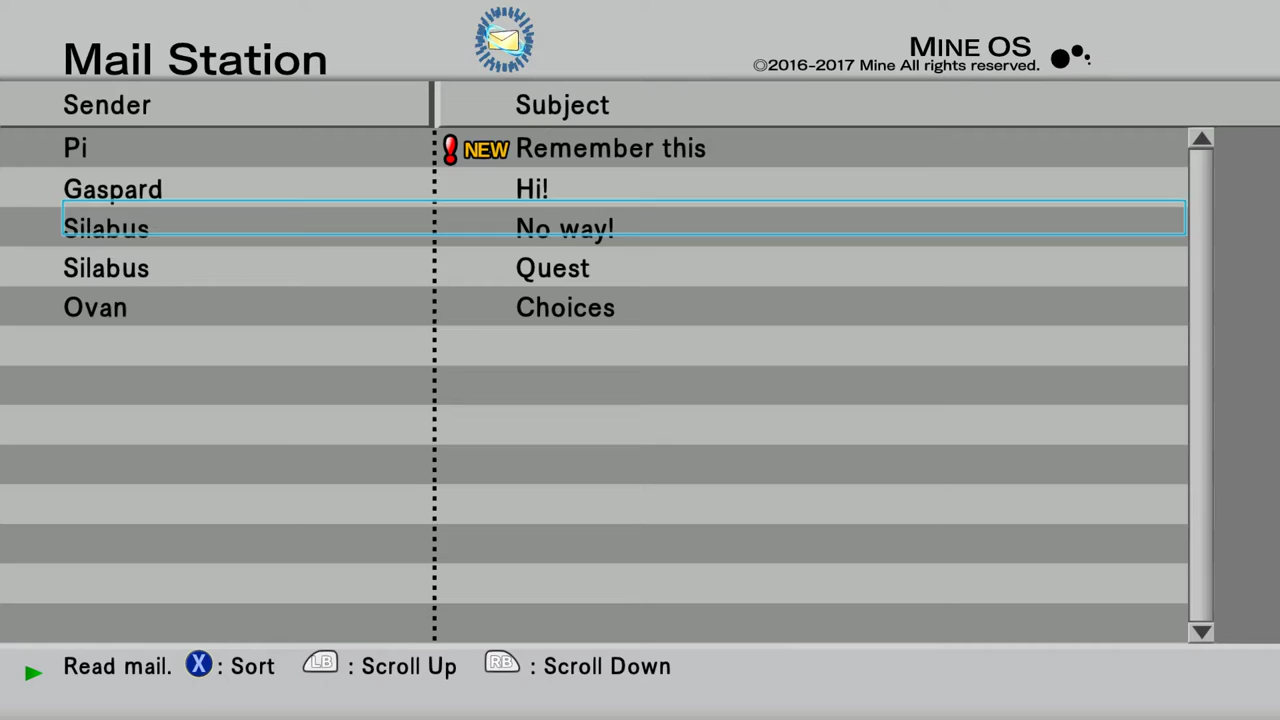 Mail Station
MINE OS
©2016-2017 Mine All rights reserved.
Sender Subject
Pi NEW Remember this
Gaspard Hi!
Silabus No way!
Silabus Quest
Ovan Choices
Read mail. X : Sort LB : Scroll Up RB : Scroll Down